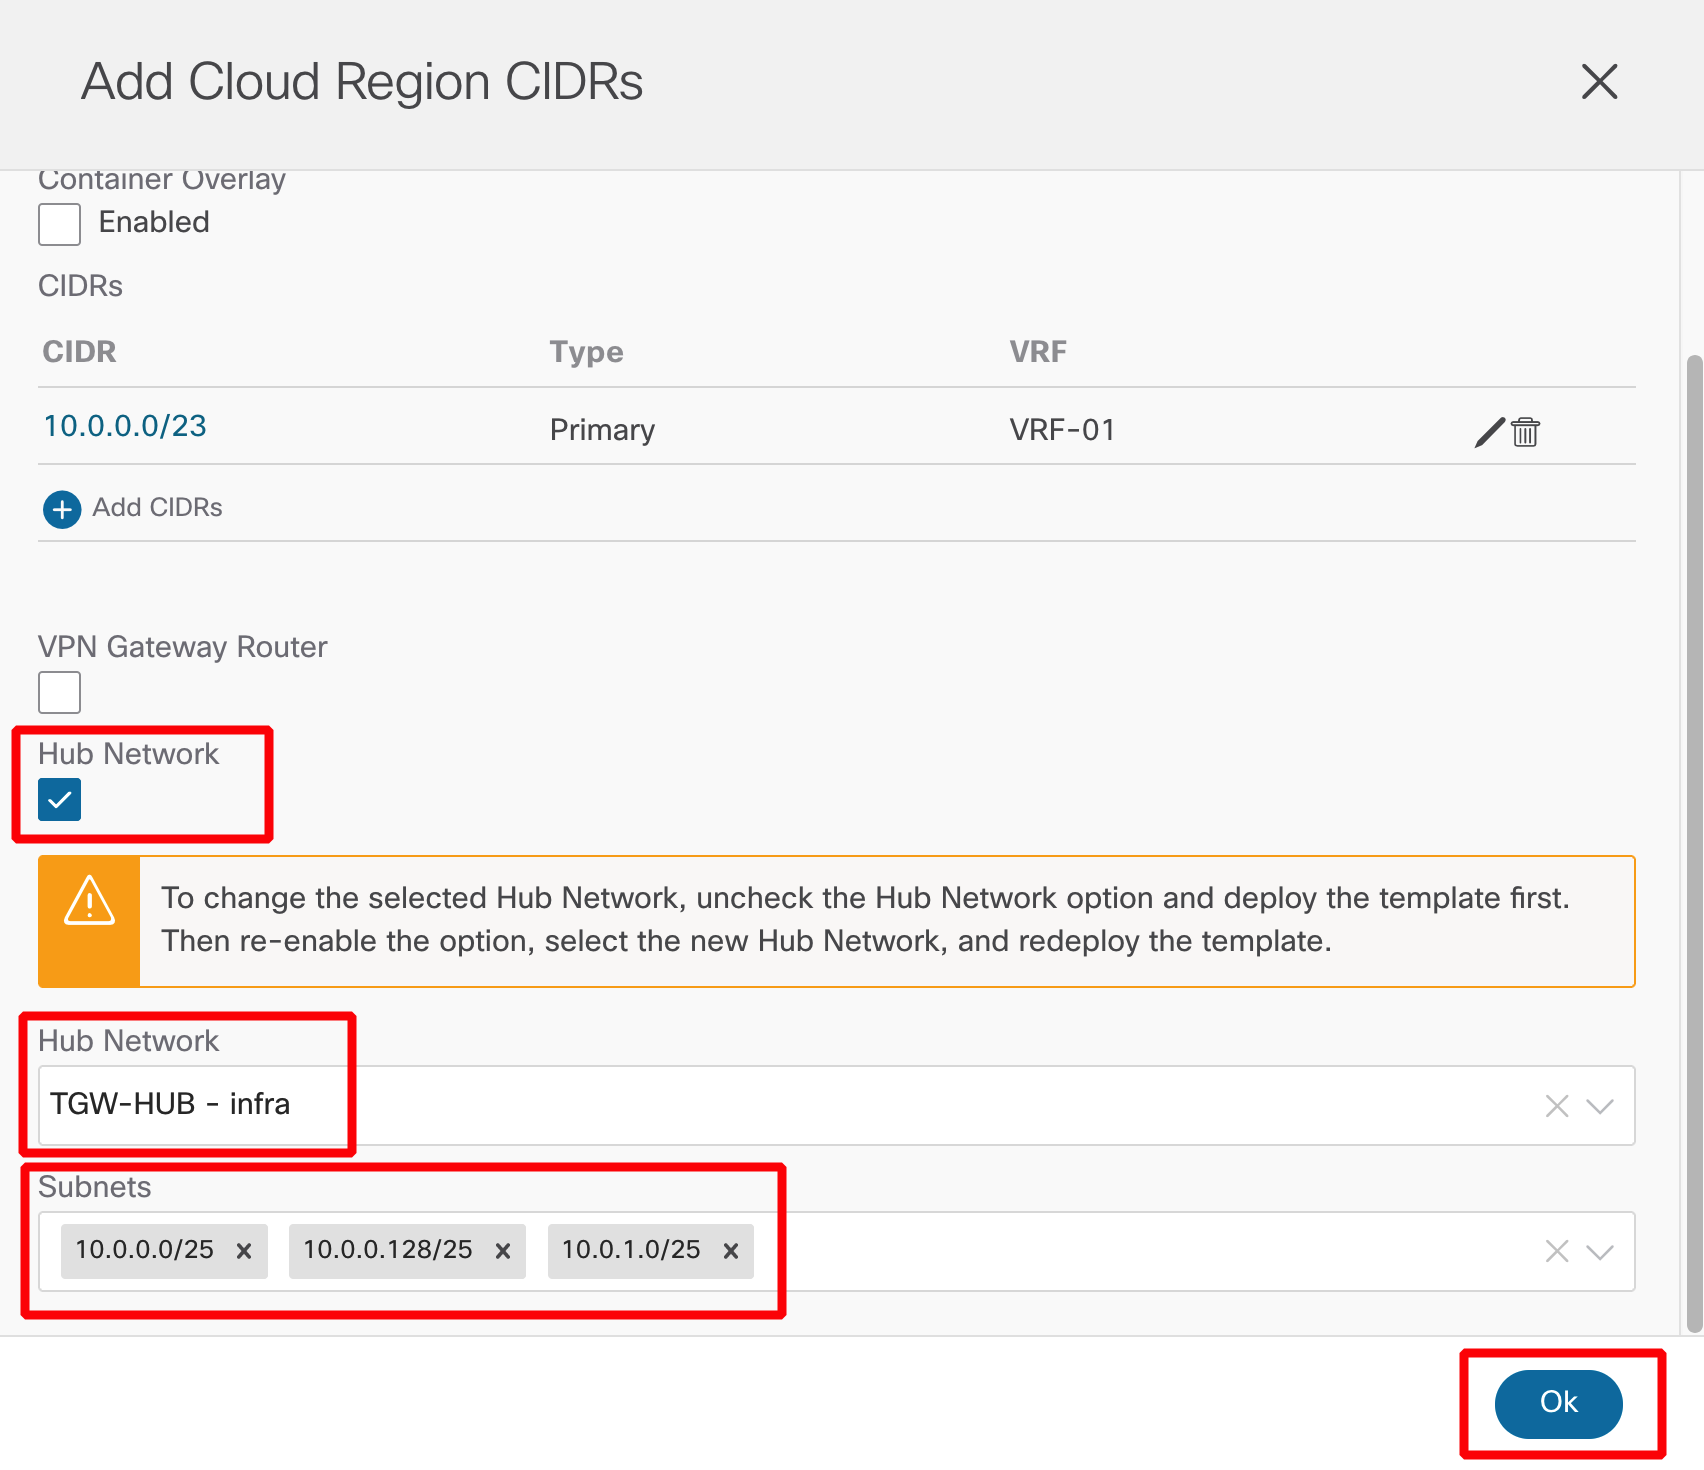 Add Cloud Region CIDRs
Container Overlay
Enabled
CIDRs
CIDR Type VRF
10.0.0.0/23 Primary VRF-01
Add CIDRs
VPN Gateway Router
Hub Network
To change the selected Hub Network, uncheck the Hub Network option and deploy the template first.
Then re-enable the option, select the new Hub Network, and redeploy the template.
Hub Network
TGW-HUB - infra
Subnets
10.0.0.0/25 10.0.0.128/25 10.0.1.0/25
Ok